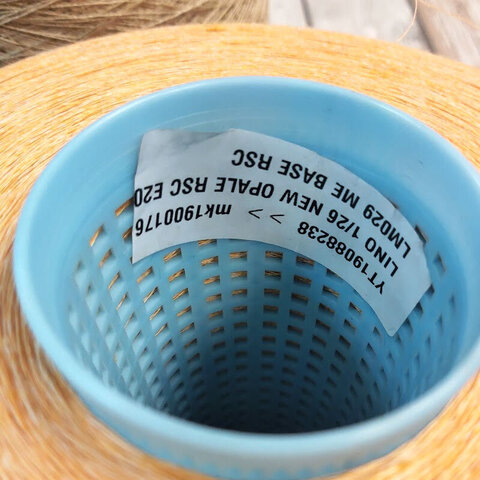 YT19088238 > > mk1900176
LINO 1/26 NEW OPALE RSC E20
LM029 ME BASE RSC